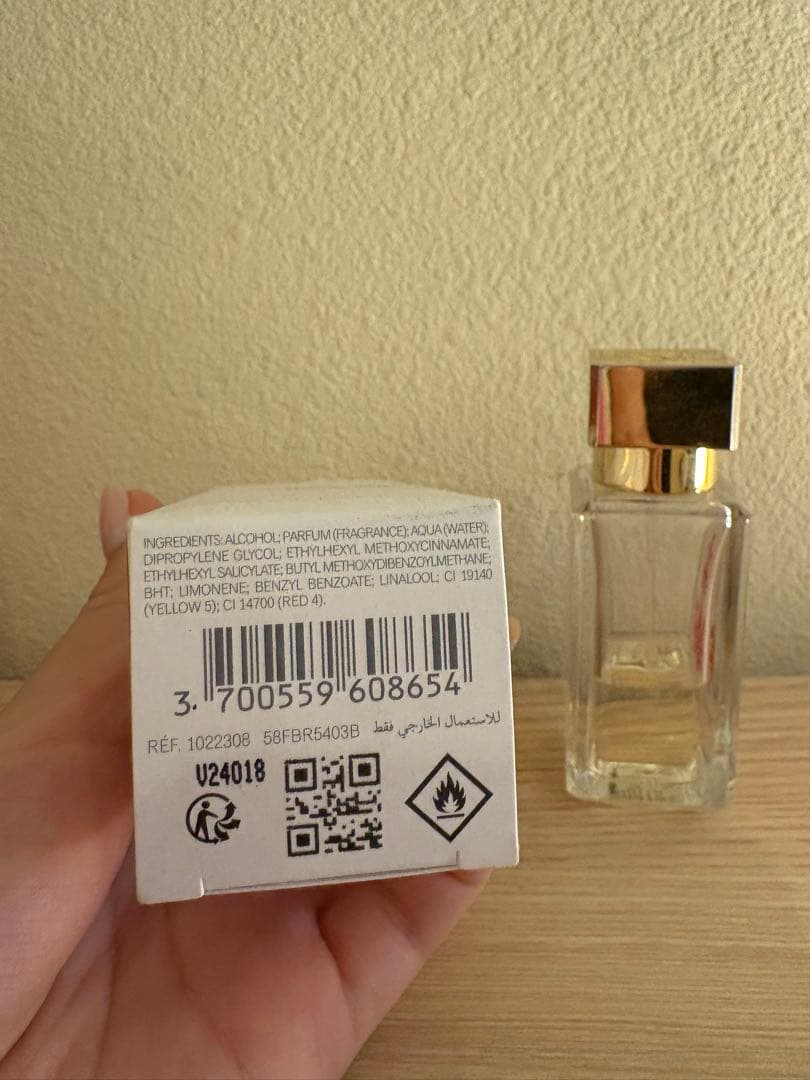 INGREDIENTS: ALCOHOL; PARFUM (FRAGRANCE); AQUA (WATER);
DIPROPYLENE GLYCOL; ETHYLHEXYL METHOXYCINNAMATE;
ETHYLHEXYL SALICYLATE; BUTYL METHOXYDIBENZOYLMETHANE;
BHT; LIMONENE; BENZYL BENZOATE; LINALOOL; CI 19140
(YELLOW 5); CI 14700 (RED 4).
3 700559 608654
RÉF. 1022308 58FBR5403B للاستعمال الخارجي فقط
V24018